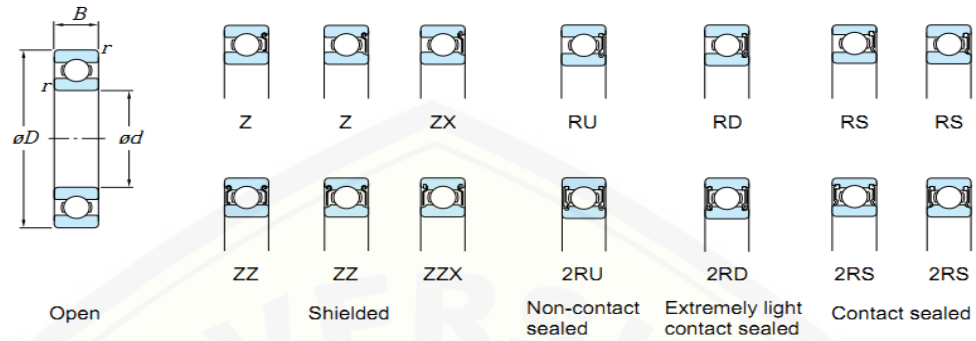 B
r
r
øD
ød
Z Z ZX RU RD RS RS
ZZ ZZ ZZX 2RU 2RD 2RS 2RS
Open Shielded Non-contact sealed Extremely light contact sealed Contact sealed
VERSI